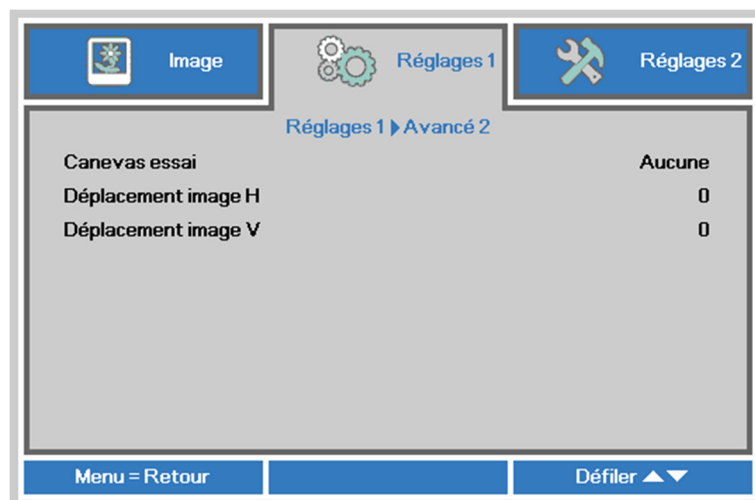 Image Réglages 1 Réglages 2
Réglages 1 ▶ Avancé 2
Canevas essai Aucune
Déplacement image H 0
Déplacement image V 0
Menu = Retour Défiler ▲▼